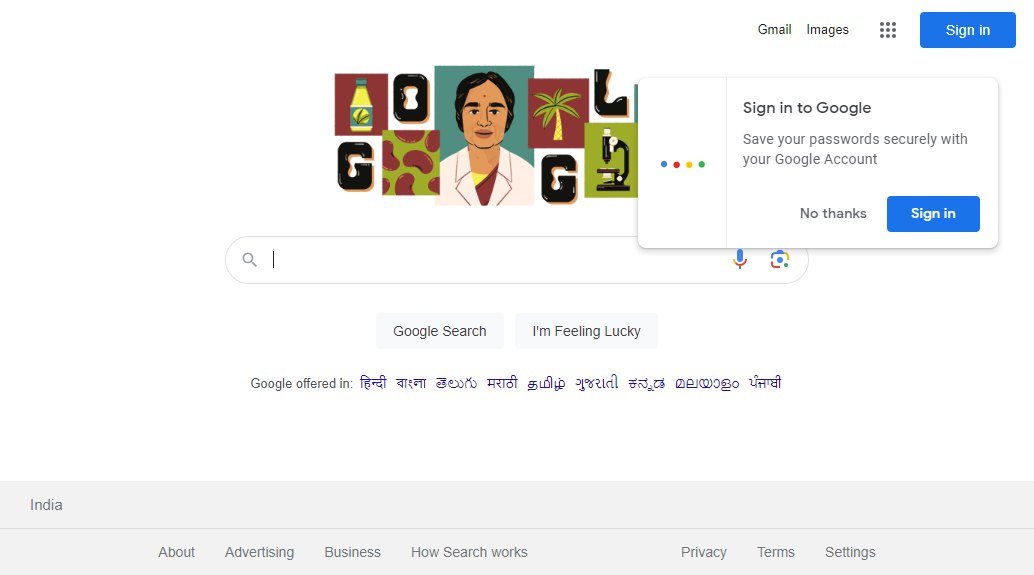 Gmail Images Sign in
Sign in to Google
Save your passwords securely with
your Google Account
No thanks Sign in
Google Search I'm Feeling Lucky
Google offered in: हिन्दी বাংলা తెలుగు मराठी தமிழ் ગુજરાતી ಕನ್ನಡ മലയാളം ਪੰਜਾਬੀ
India
About Advertising Business How Search works Privacy Terms Settings